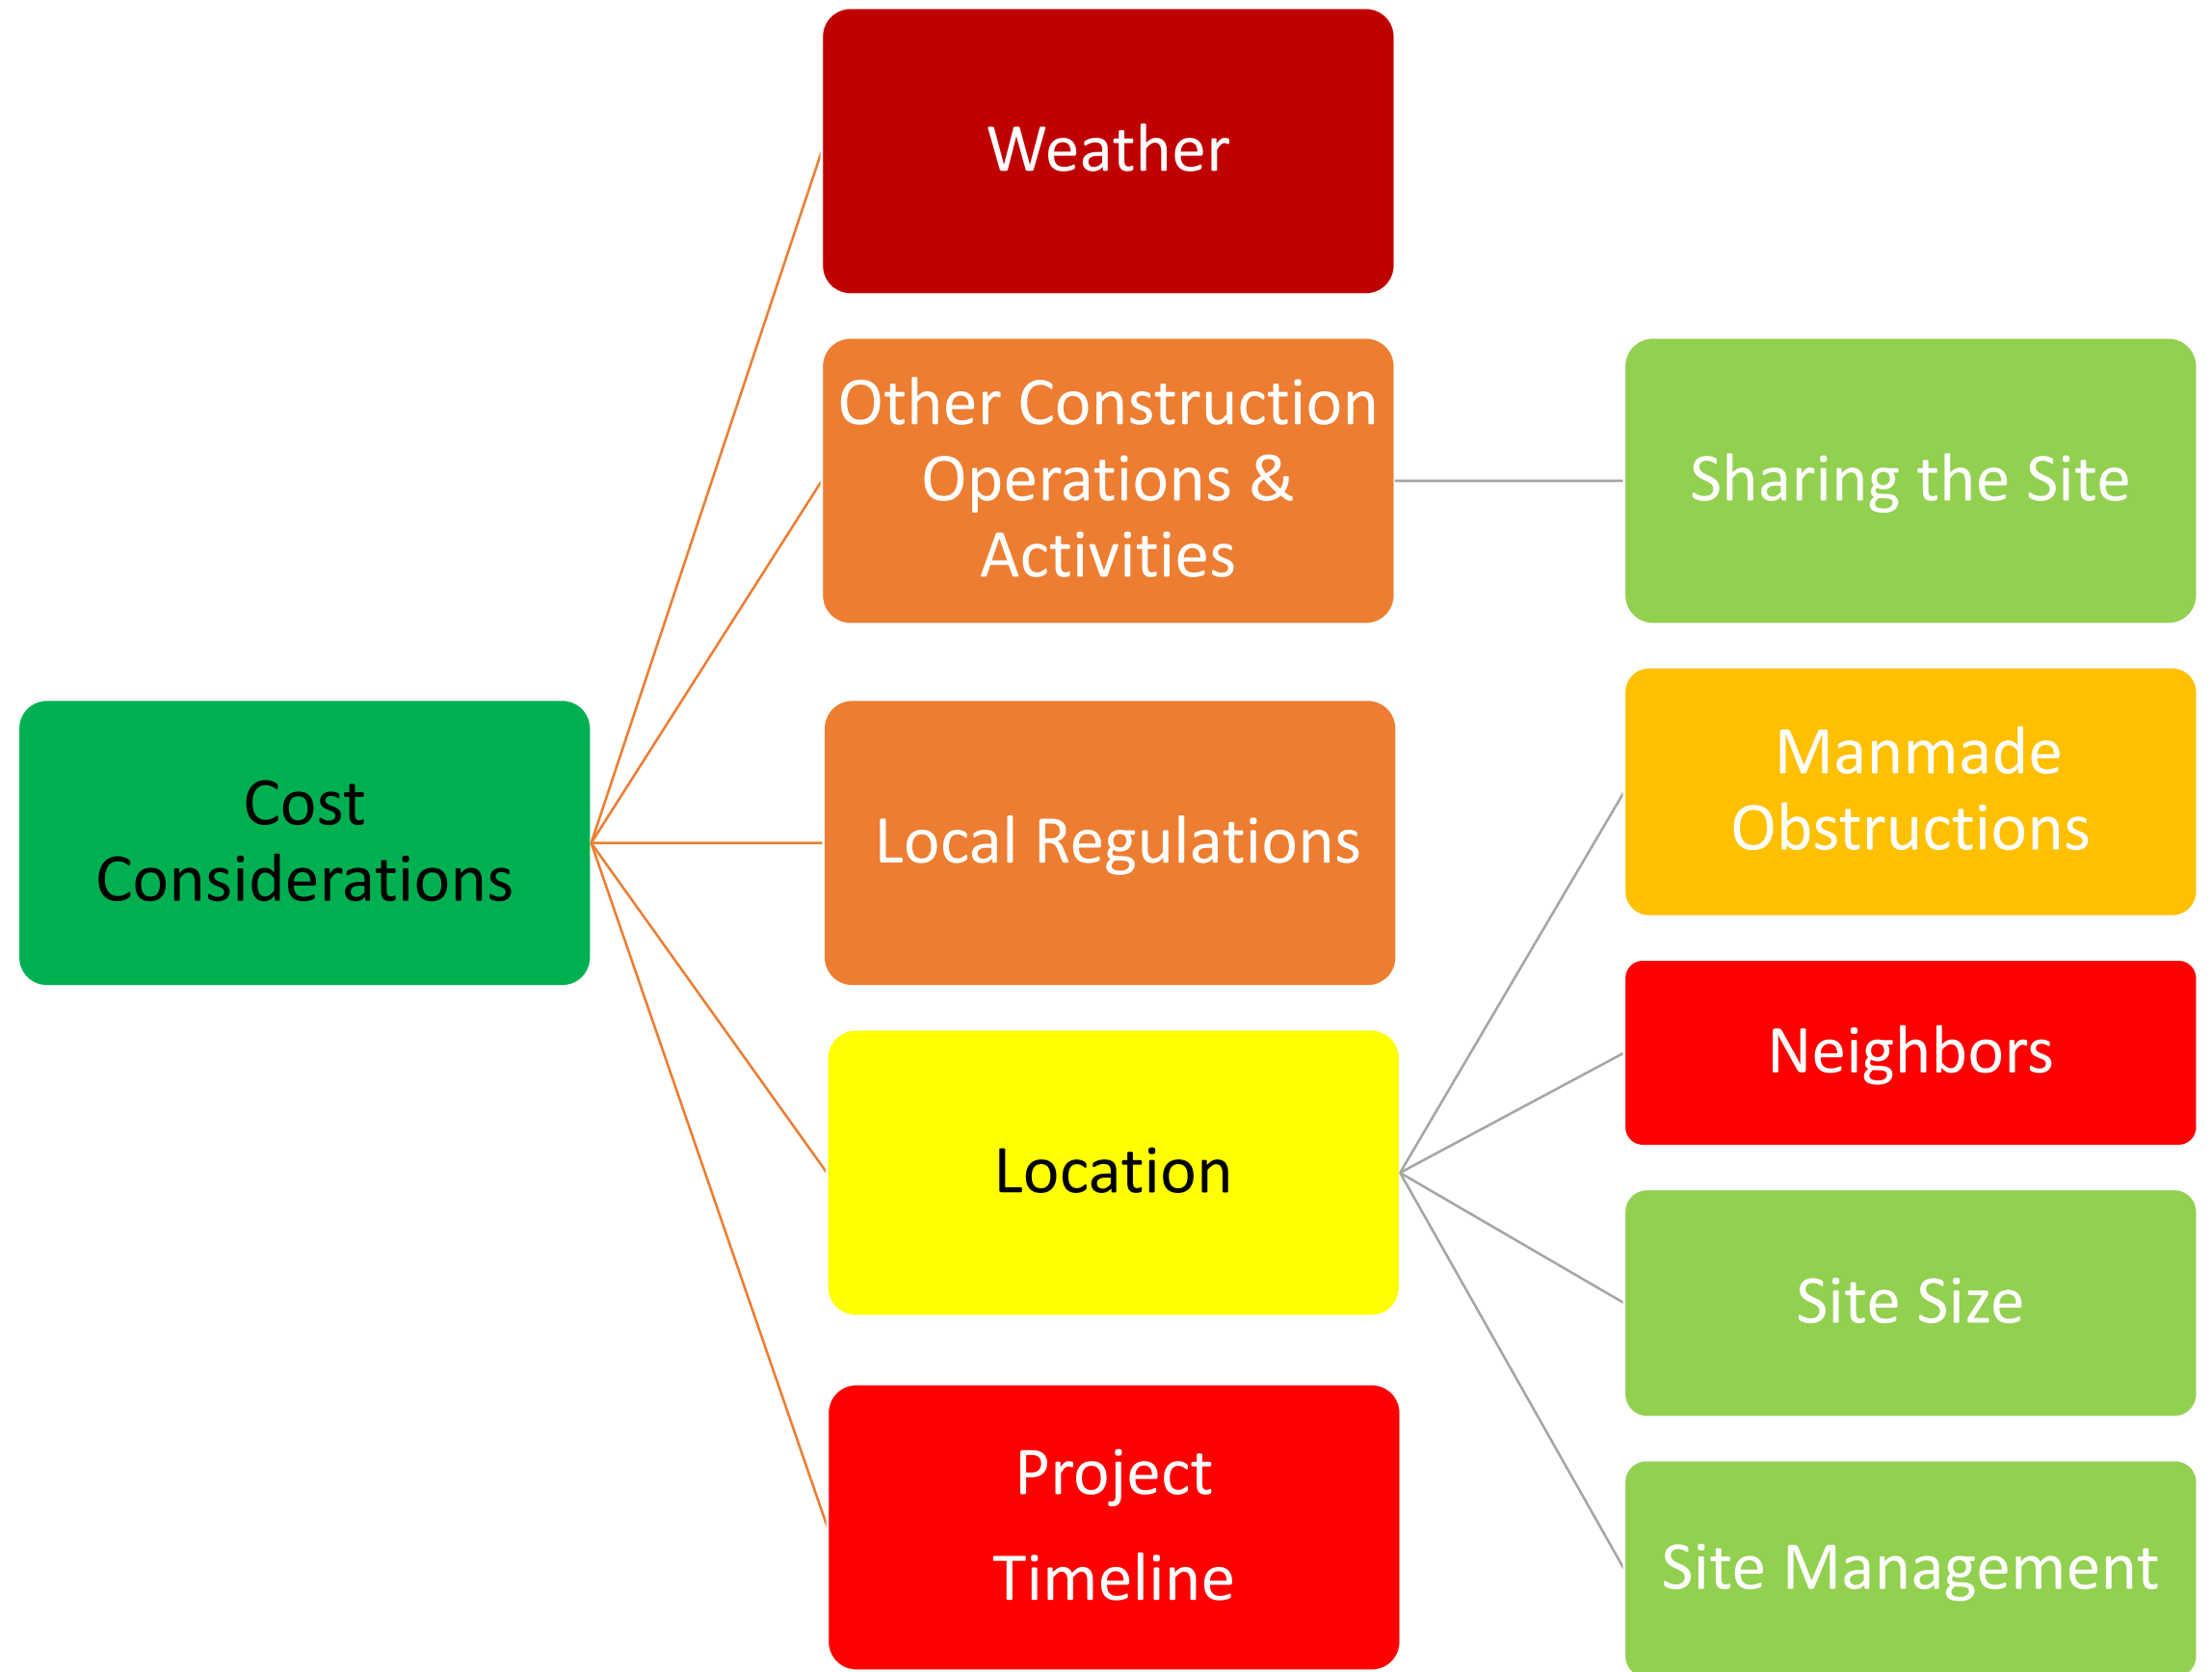 Cost
Considerations
Weather
Other Construction
Operations &
Activities
Sharing the Site
Local Regulations
Location
Manmade
Obstructions
Neighbors
Site Size
Site Management
Project
Timeline